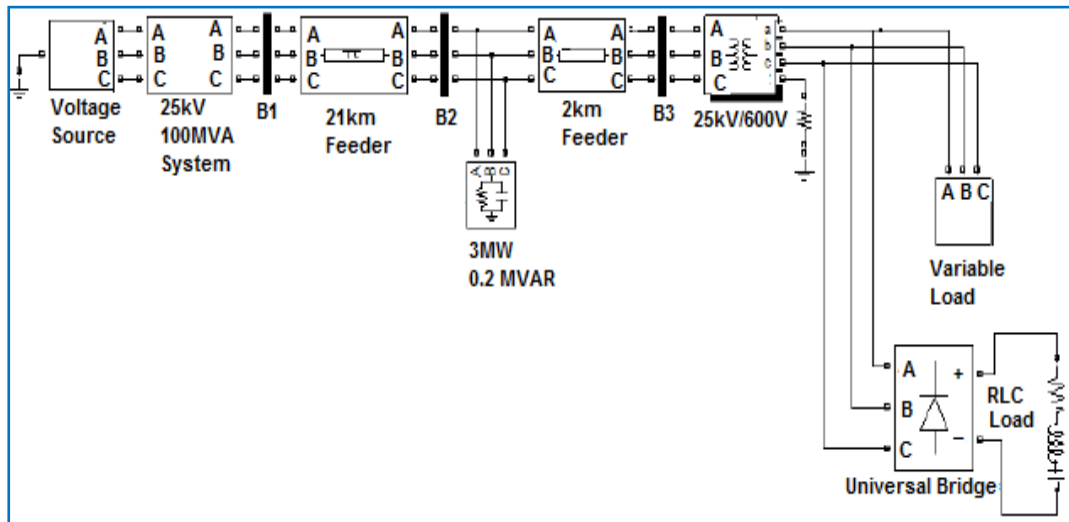 A A A A A A A A A a
B B B B B B B B B b
C C C C C C C C C c
Voltage
Source
25kV
100MVA
System
B1
21km
Feeder
B2
2km
Feeder
B3
25kV/600V
A B C
3MW
0.2 MVAR
A B C
Variable
Load
A +
B
C −
RLC
Load
Universal Bridge